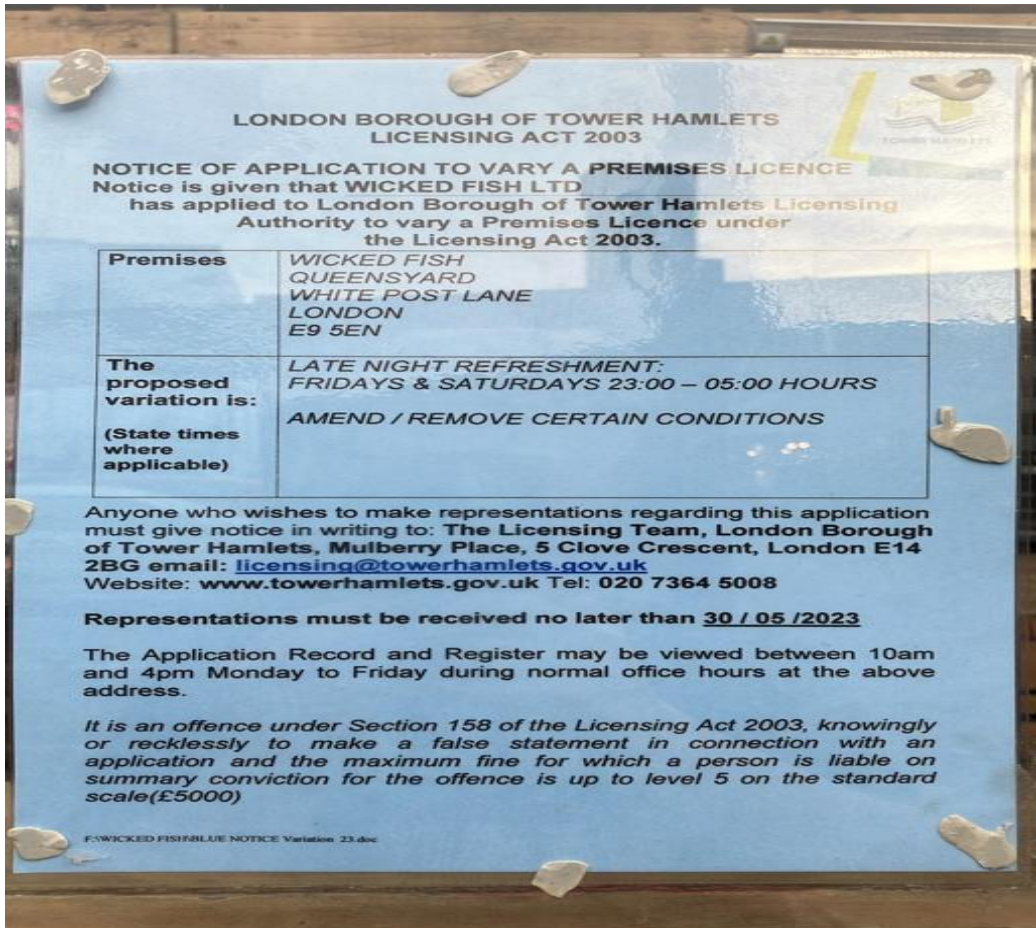 TOWER HAMLETS
LONDON BOROUGH OF TOWER HAMLETS
LICENSING ACT 2003
NOTICE OF APPLICATION TO VARY A PREMISES LICENCE
Notice is given that WICKED FISH LTD
has applied to London Borough of Tower Hamlets Licensing
Authority to vary a Premises Licence under
the Licensing Act 2003.
Premises
WICKED FISH
QUEENSYARD
WHITE POST LANE
LONDON
E9 5EN
The
proposed
variation is:
(State times
where
applicable)
LATE NIGHT REFRESHMENT:
FRIDAYS & SATURDAYS 23:00 – 05:00 HOURS
AMEND / REMOVE CERTAIN CONDITIONS
Anyone who wishes to make representations regarding this application
must give notice in writing to: The Licensing Team, London Borough
of Tower Hamlets, Mulberry Place, 5 Clove Crescent, London E14
2BG email: licensing@towerhamlets.gov.uk
Website: www.towerhamlets.gov.uk Tel: 020 7364 5008
Representations must be received no later than 30 / 05 /2023
The Application Record and Register may be viewed between 10am
and 4pm Monday to Friday during normal office hours at the above
address.
It is an offence under Section 158 of the Licensing Act 2003, knowingly
or recklessly to make a false statement in connection with an
application and the maximum fine for which a person is liable on
summary conviction for the offence is up to level 5 on the standard
scale(£5000)
F:\WICKED FISH\BLUE NOTICE Variation 23.doc